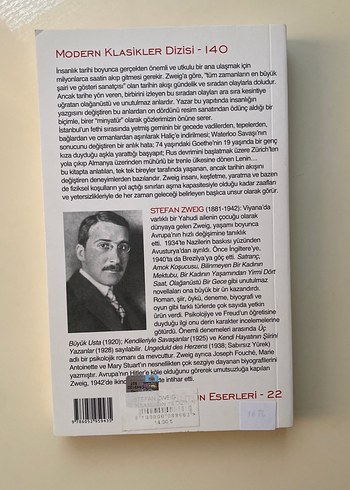 MODERN KLASİKLER DİZİSİ - 140
İnsanlık tarihi boyunca gerçekten önemli ve utkulu bir ana ulaşmak için
milyonlarca saatin akıp gitmesi gerekir. Zweig'a göre, "tüm zamanların en büyük
şairi ve gösteri sanatçısı" olan tarihin akışı gündelik ve sıradan olaylarla doludur.
Ancak tarihe yön veren, birbirini izleyen bu sıradan olayları ara sıra kesintiye
uğratan olağanüstü ve unutulmaz anlardır. Yazar bu yapıtında insanlığın
yazgısını değiştiren bu anlardan on dördünü resim sanatından ödünç aldığı bir
biçimle, birer "minyatür" olarak gözlerimizin önüne serer.
İstanbul'un fethi sırasında yetmiş geminin bir gecede vadilerden, tepelerden,
bağlardan ve ormanlardan aşırılarak Haliç'e indirilmesi; Waterloo Savaşı'nın
sonucunu değiştiren bir anlık hata; 74 yaşındaki Goethe'nin 19 yaşında bir genç
kıza duyduğu aşkla yarattığı başyapıt; Rus devrimini başlatmak üzere Zürich'ten
yola çıkıp Almanya üzerinden mühürlü bir trenle ülkesine dönen Lenin....
bu kitapta anlatılan, tek tek bireyler tarafında yaşanan, ancak tarihin akışını
değiştiren deneyimlerden bazılarıdır. Zweig insanı, keşfetme, yaratma ve bazen
de fiziksel koşulların yol açtığı sınırları aşma kapasitesiyle olduğu kadar zaafları
ve yetersizlikleriyle de her zaman geleceği belirleyen başlıca unsur olarak görür.
STEFAN ZWEIG (1881-1942): Viyana'da
varlıklı bir Yahudi ailenin çocuğu olarak
dünyaya gelen Zweig, yaşamı boyunca
Avrupa'nın hızlı değişimine tanıklık
etti. 1934'te Nazilerin baskısı yüzünden
Avusturya'dan ayrıldı. Önce İngiltere'ye,
1940'ta da Brezilya'ya göç etti. Satranç,
Amok Koşucusu, Bilinmeyen Bir Kadının
Mektubu, Bir Kadının Yaşamından Yirmi Dört
Saat, Olağanüstü Bir Gece gibi unutulmaz
novellaları ona büyük bir ün kazandırdı.
Roman, şiir, öykü, deneme, biyografi ve
oyun gibi farklı türlerde çok sayıda yetkin
ürün verdi. Psikolojiye ve Freud'un öğretisine
duyduğu ilgi onu derin karakter incelemelerine
götürdü. Önemli denemeleri arasında Üç
Büyük Usta (1920); Kendileriyle Savaşanlar (1925) ve Kendi Hayatının Şiirini
Yazanlar (1928) sayılabilir. Ungeduld des Herzens (1938; Sabırsız Yürek)
adlı bir psikolojik romanı da mevcuttur. Zweig ayrıca Joseph Fouché, Marie
Antoinette ve Mary Stuart'ın nesnellikten çok sezgiye dayanan biyografilerini
yazmıştır. Avrupa'nın Hitler'e köle olduğunu görerek umutsuzluğa kapılan
Zweig, 1942'de ikinci intihar etti.
STEFAN ZWEIG
ESERLERİ - 22